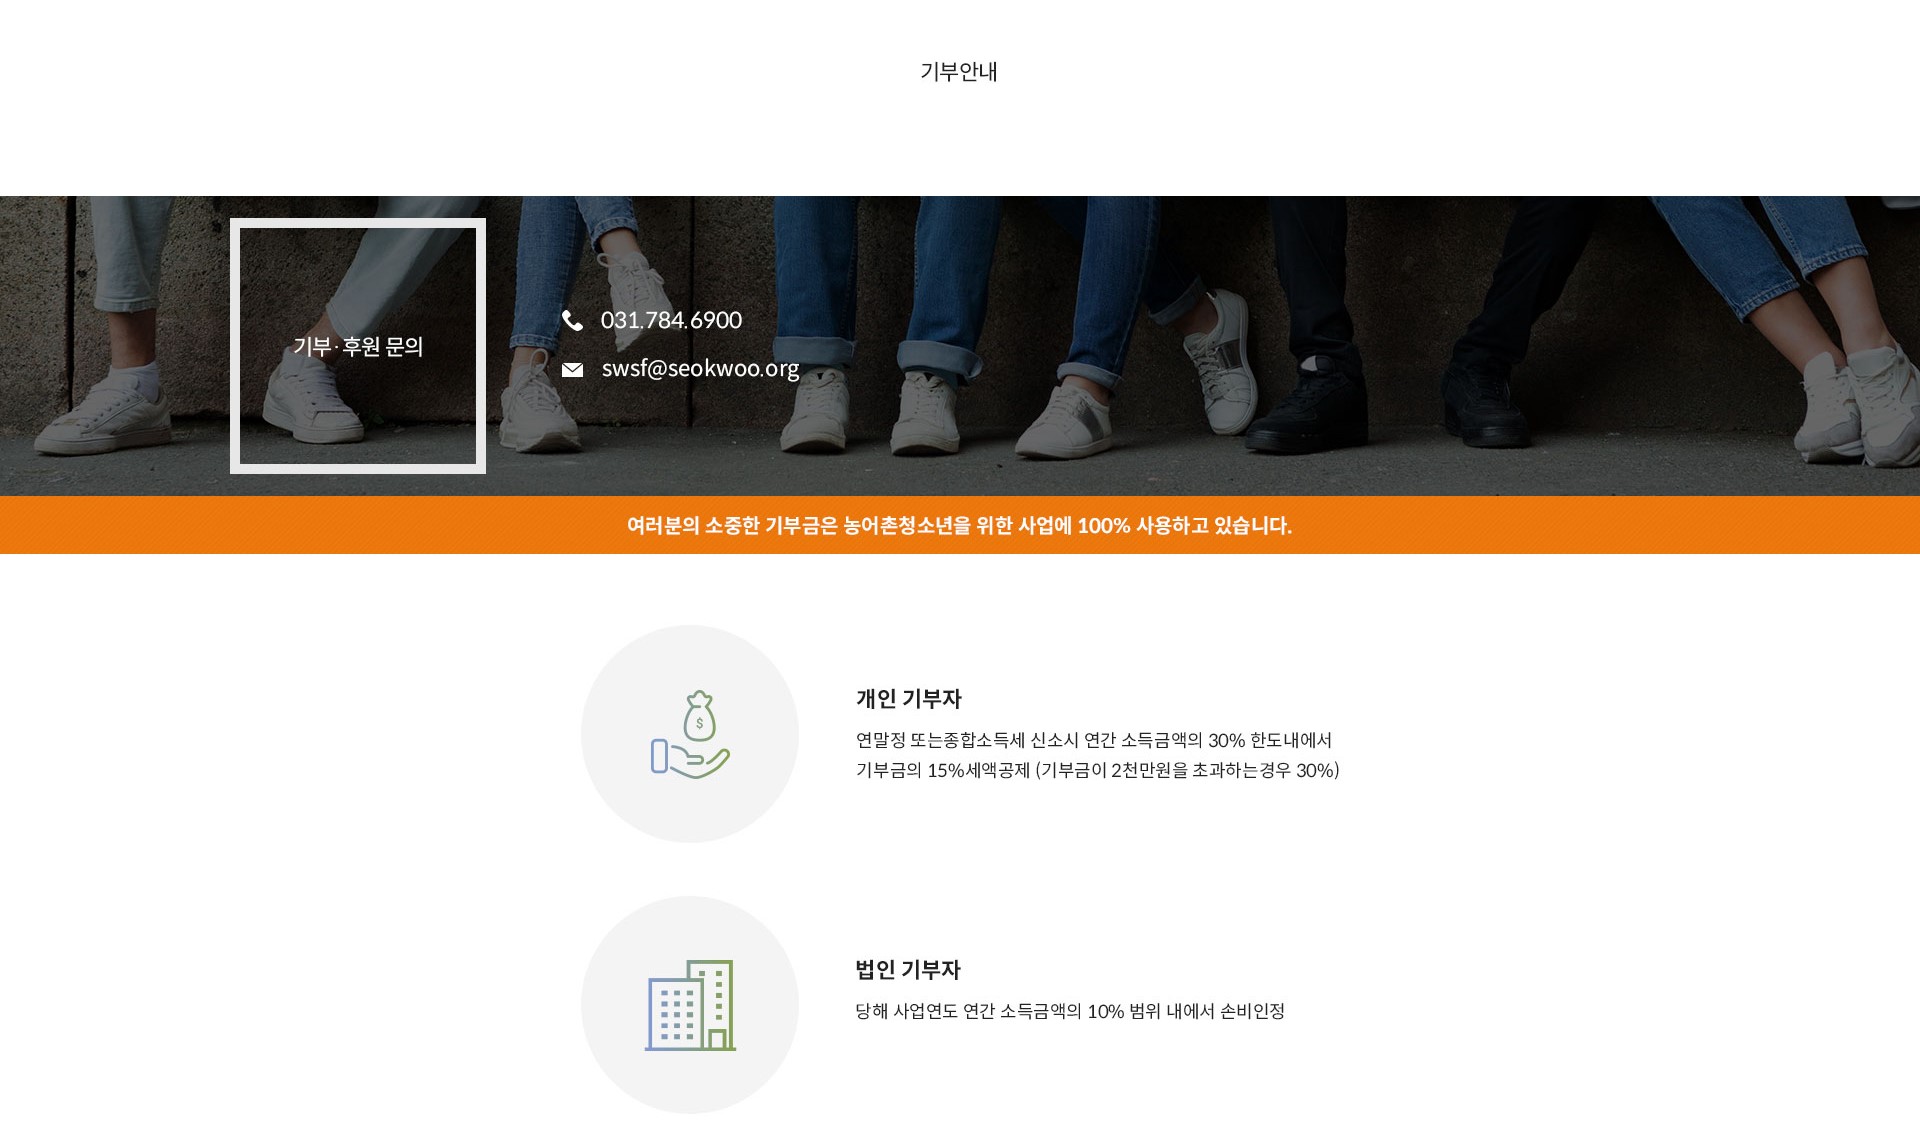 기부안내
기부·후원 문의
031.784.6900
swsf@seokwoo.org
여러분의 소중한 기부금은 농어촌청소년을 위한 사업에 100% 사용하고 있습니다.
$
개인 기부자
연말정 또는종합소득세 신소시 연간 소득금액의 30% 한도내에서
기부금의 15%세액공제 (기부금이 2천만원을 초과하는경우 30%)
법인 기부자
당해 사업연도 연간 소득금액의 10% 범위 내에서 손비인정